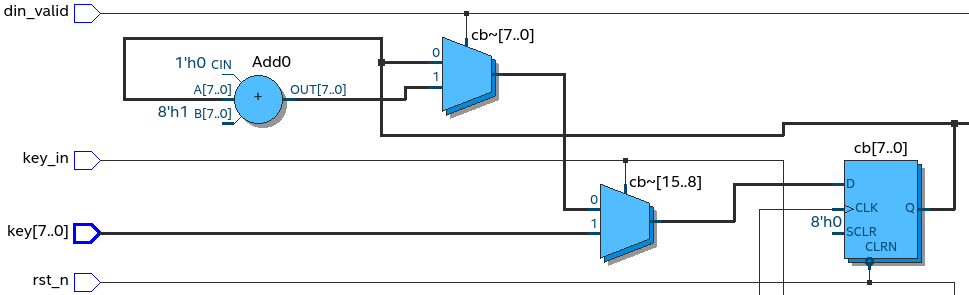 din_valid
cb~[7..0]
0
1
1'h0 CIN
Add0
A[7..0]
+
OUT[7..0]
8'h1 B[7..0]
key_in
cb~[15..8]
0
1
key[7..0]
cb[7..0]
D
CLK
Q
8'h0
SCLR
CLRN
rst_n